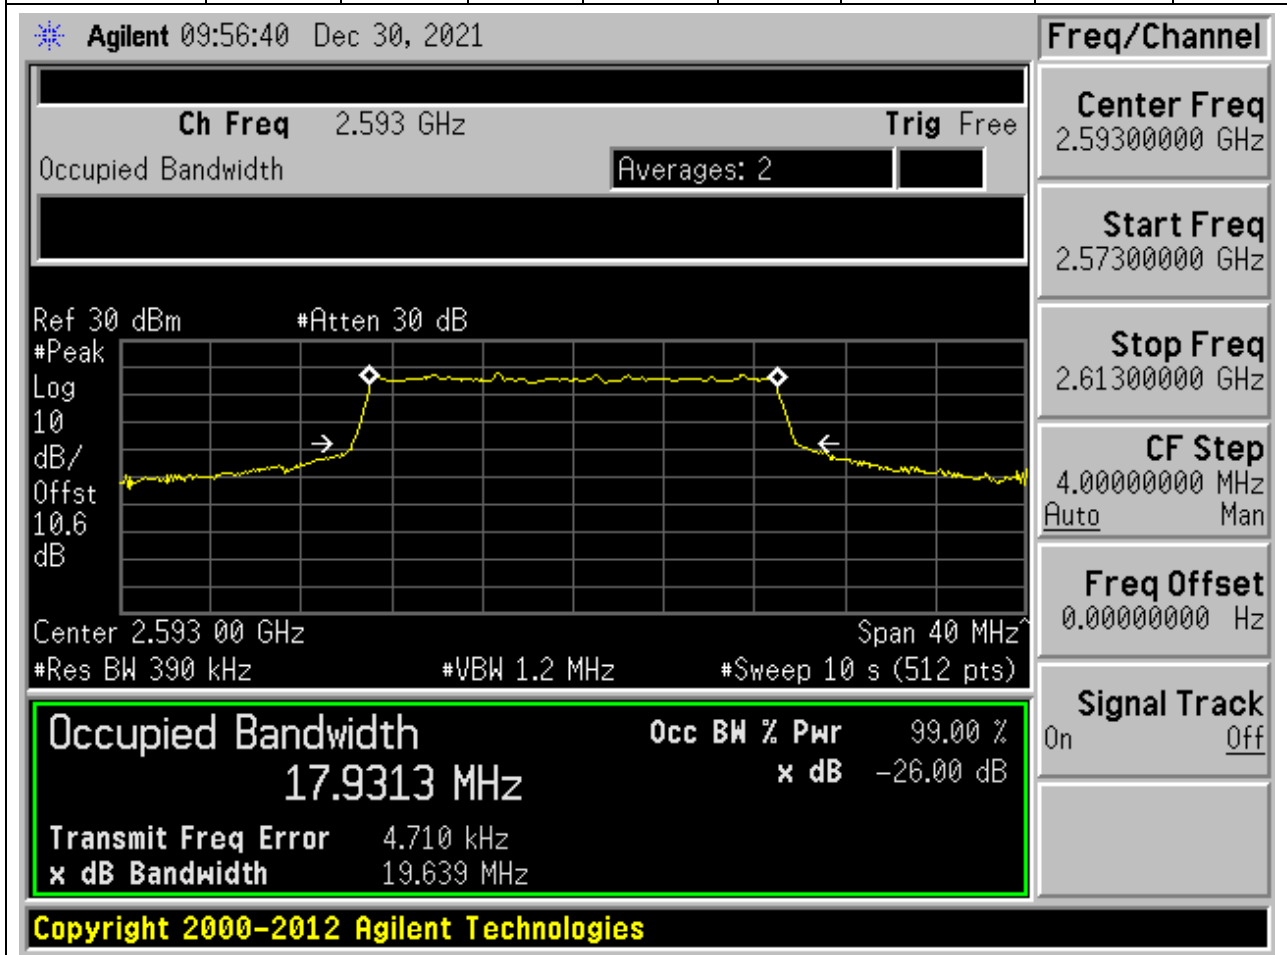 Agilent 09:56:40 Dec 30, 2021
Freq/Channel
Ch Freq 2.593 GHz Trig Free
Occupied Bandwidth Averages: 2
Center Freq
2.59300000 GHz
Start Freq
2.57300000 GHz
Stop Freq
2.61300000 GHz
CF Step
4.00000000 MHz
Auto Man
Freq Offset
0.00000000 Hz
Signal Track
On Off
Ref 30 dBm #Atten 30 dB
#Peak
Log
10
dB/
Offst
10.6
dB
Center 2.593 00 GHz Span 40 MHz^
#Res BW 390 kHz #VBW 1.2 MHz #Sweep 10 s (512 pts)
Occupied Bandwidth Occ BW % Pwr 99.00 %
17.9313 MHz x dB -26.00 dB
Transmit Freq Error 4.710 kHz
x dB Bandwidth 19.639 MHz
Copyright 2000-2012 Agilent Technologies